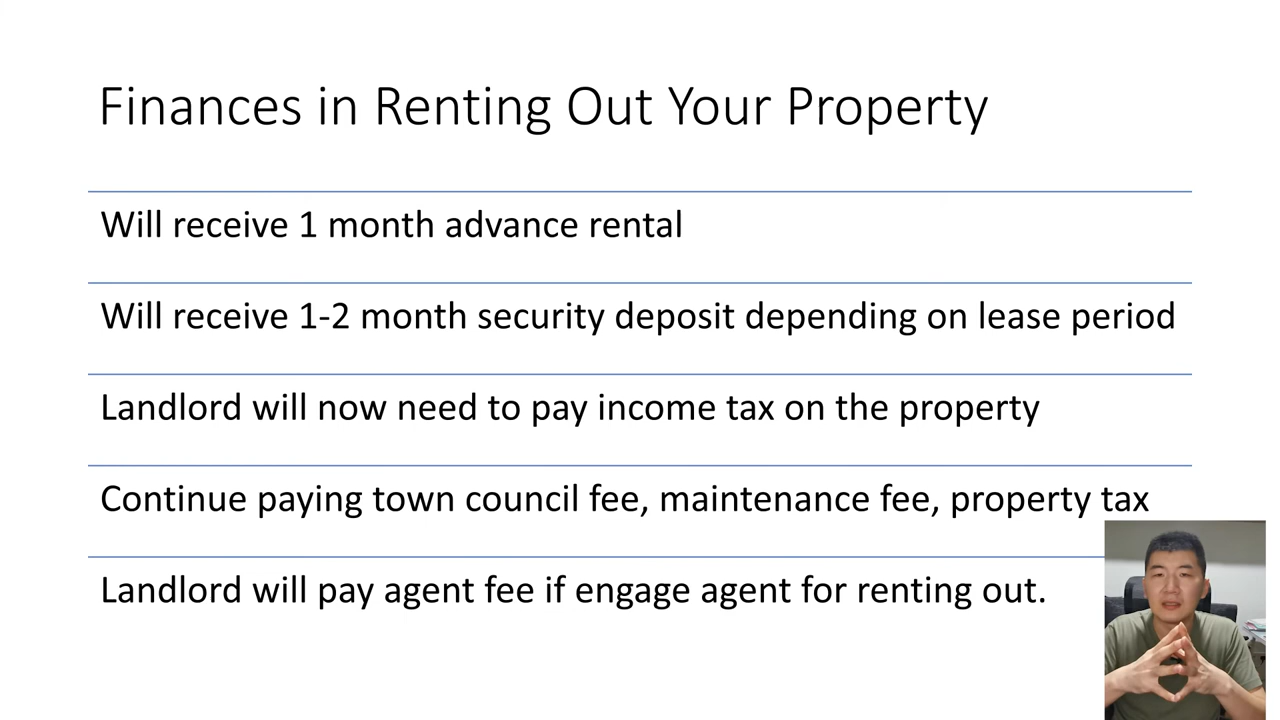 Finances in Renting Out Your Property
Will receive 1 month advance rental
Will receive 1-2 month security deposit depending on lease period
Landlord will now need to pay income tax on the property
Continue paying town council fee, maintenance fee, property tax
Landlord will pay agent fee if engage agent for renting out.